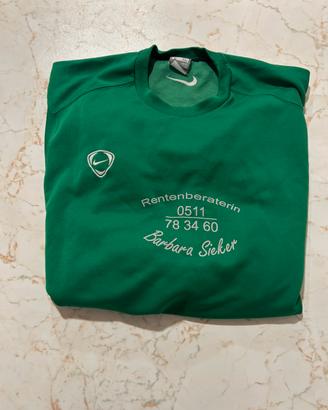 Rentenberaterin
0511
78 34 60
Barbara Sieker